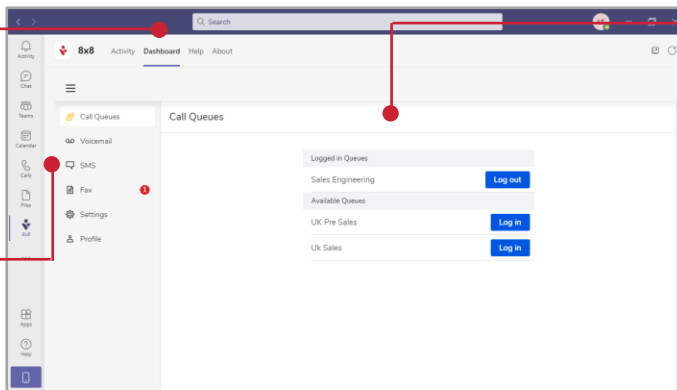 Search
Activity
Chat
Teams
Calendar
Calls
Files
8x8
Apps
Help
8x8 Activity Dashboard Help About
Call Queues
Voicemail
SMS
Fax 1
Settings
Profile
Call Queues
Logged in Queues
Sales Engineering Log out
Available Queues
UK Pre Sales Log in
Uk Sales Log in